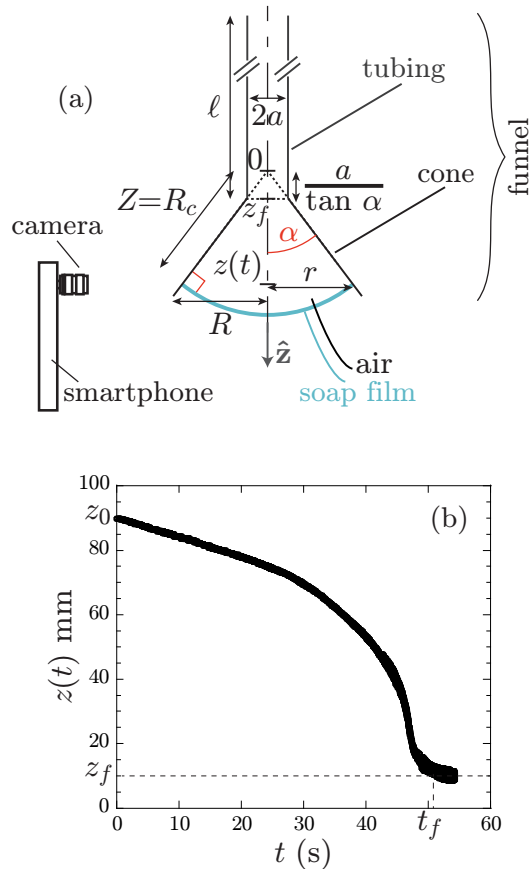 (a)
ℓ
2a
tubing
0
a
tan α
cone
funnel
Z=R_c
z_f
α
camera
z(t)
r
R
ẑ
air
smartphone
soap film
(b)
100
z_0
80
60
40
20
z_f
0
z(t) mm
0
10
20
30
40
t_f
60
t (s)